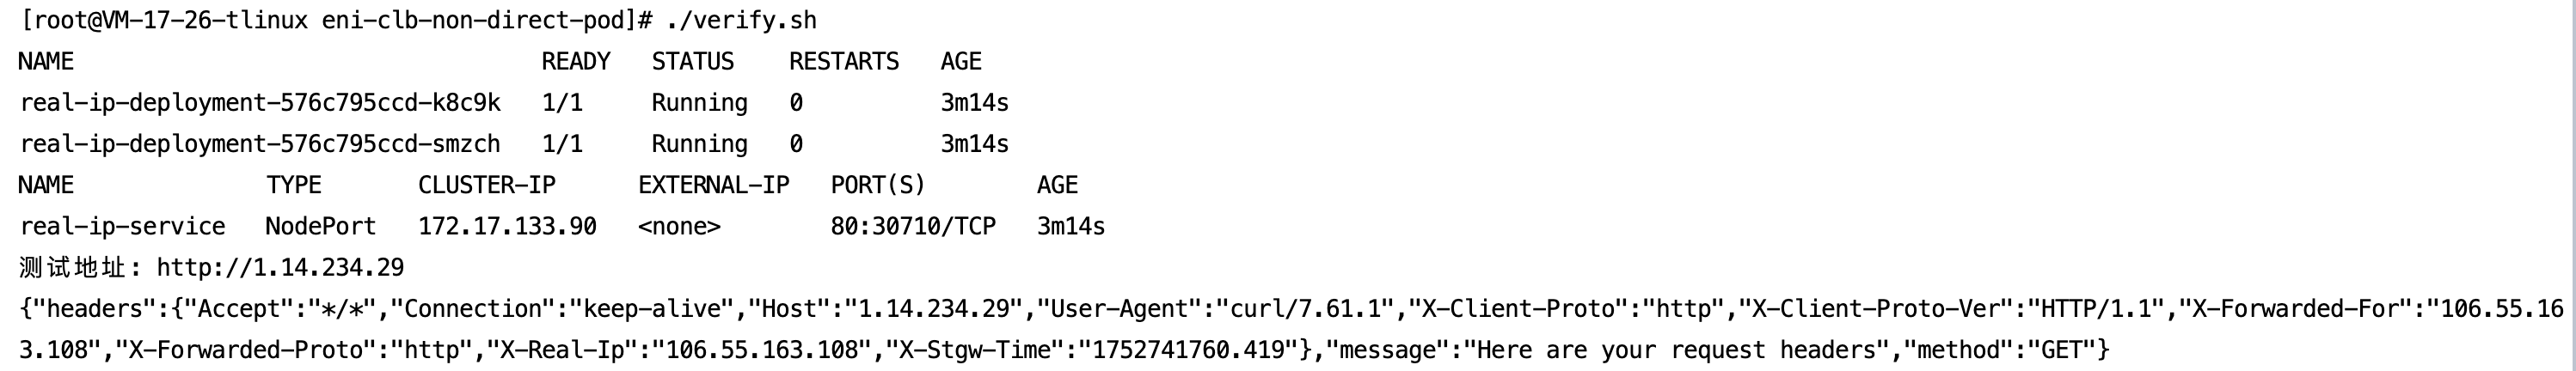 [root@VM-17-26-tlinux eni-clb-non-direct-pod]# ./verify.sh
NAME                                  READY   STATUS    RESTARTS   AGE
real-ip-deployment-576c795ccd-k8c9k   1/1     Running   0          3m14s
real-ip-deployment-576c795ccd-smzch   1/1     Running   0          3m14s
NAME              TYPE       CLUSTER-IP      EXTERNAL-IP   PORT(S)        AGE
real-ip-service   NodePort   172.17.133.90   <none>        80:30710/TCP   3m14s
测试地址: http://1.14.234.29
{"headers":{"Accept":"*/*","Connection":"keep-alive","Host":"1.14.234.29","User-Agent":"curl/7.61.1","X-Client-Proto":"http","X-Client-Proto-Ver":"HTTP/1.1","X-Forwarded-For":"106.55.16
3.108","X-Forwarded-Proto":"http","X-Real-Ip":"106.55.163.108","X-Stgw-Time":"1752741760.419"},"message":"Here are your request headers","method":"GET"}